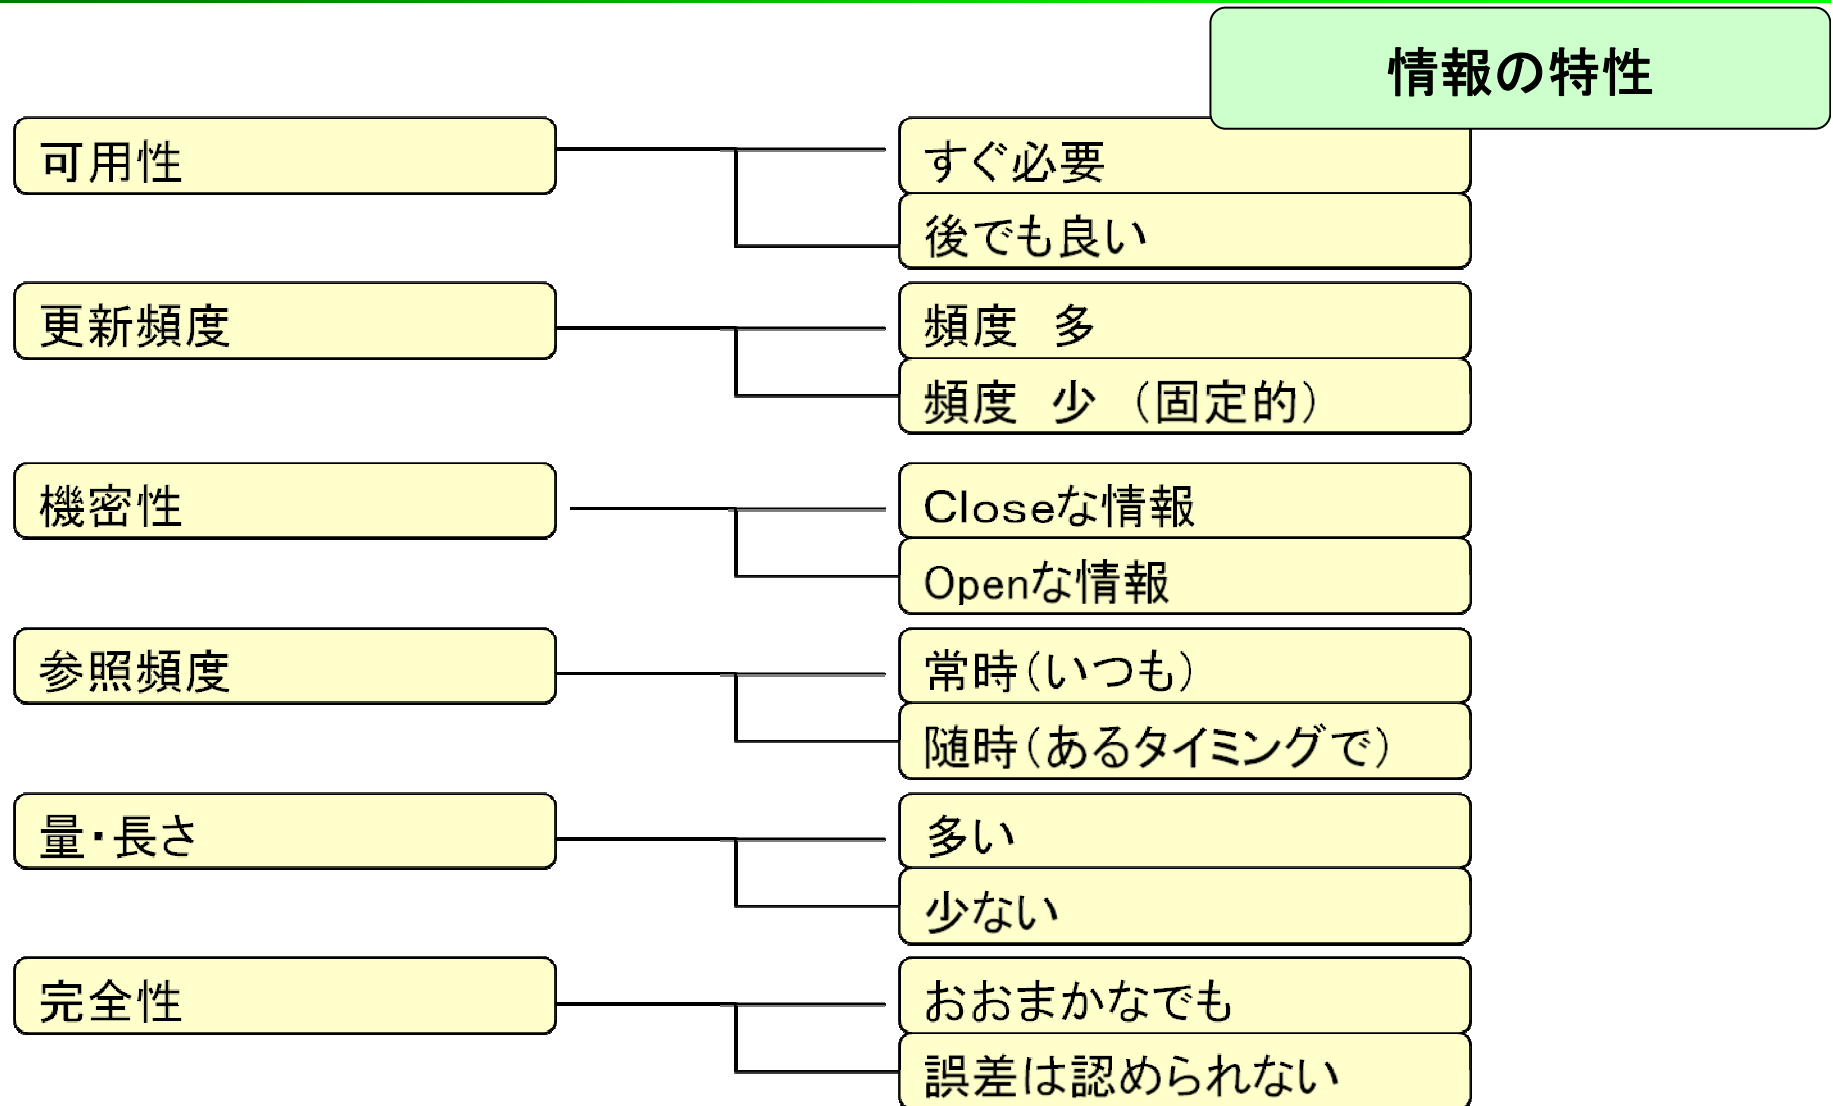 情報の特性
可用性
すぐ必要
後でも良い
更新頻度
頻度　多
頻度　少　（固定的）
機密性
Ｃｌｏｓｅな情報
Openな情報
参照頻度
常時（いつも）
随時（あるタイミングで）
量・長さ
多い
少ない
完全性
おおまかなでも
誤差は認められない